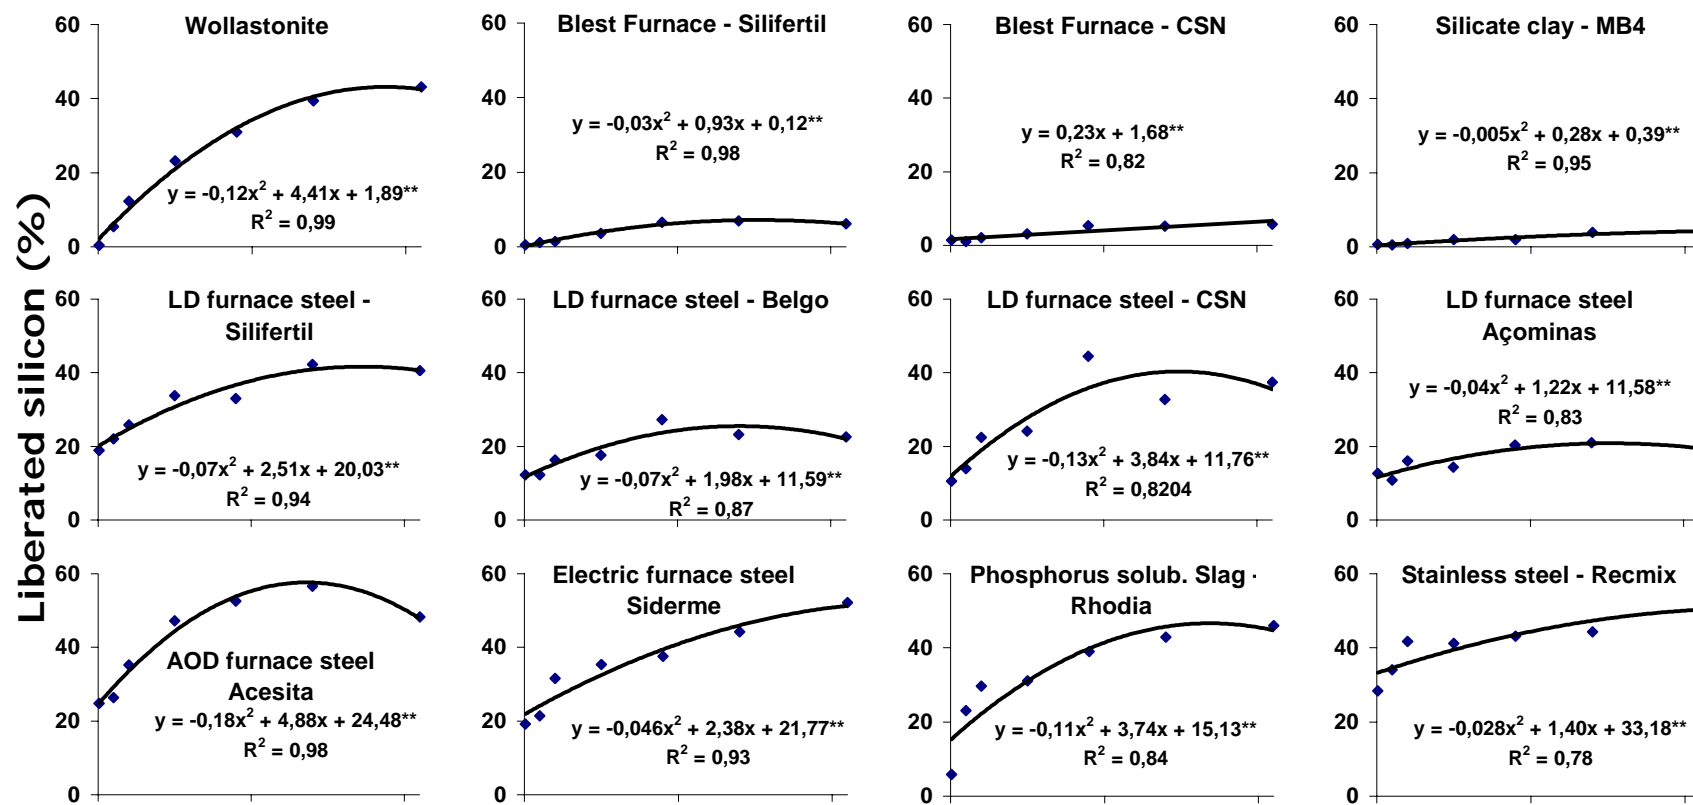 Liberated silicon (%)
Wollastonite
60
40
20
0
y = -0,12x² + 4,41x + 1,89**
R² = 0,99
Blest Furnace - Silifertil
60
40
20
0
y = -0,03x² + 0,93x + 0,12**
R² = 0,98
Blest Furnace - CSN
60
40
20
0
y = 0,23x + 1,68**
R² = 0,82
Silicate clay - MB4
60
40
20
0
y = -0,005x² + 0,28x + 0,39**
R² = 0,95
LD furnace steel -
Silifertil
60
40
20
0
y = -0,07x² + 2,51x + 20,03**
R² = 0,94
LD furnace steel - Belgo
60
40
20
0
y = -0,07x² + 1,98x + 11,59**
R² = 0,87
LD furnace steel - CSN
60
40
20
0
y = -0,13x² + 3,84x + 11,76**
R² = 0,8204
LD furnace steel
Açominas
60
40
20
0
y = -0,04x² + 1,22x + 11,58**
R² = 0,83
60
40
20
0
AOD furnace steel
Acesita
y = -0,18x² + 4,88x + 24,48**
R² = 0,98
Electric furnace steel
Siderme
60
40
20
0
y = -0,046x² + 2,38x + 21,77**
R² = 0,93
Phosphorus solub. Slag -
Rhodia
60
40
20
0
y = -0,11x² + 3,74x + 15,13**
R² = 0,84
Stainless steel - Recmix
60
40
20
0
y = -0,028x² + 1,40x + 33,18**
R² = 0,78